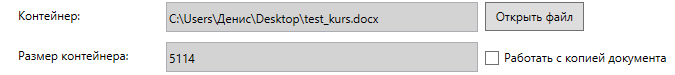 Контейнер: C:\Users\Денис\Desktop\test_kurs.docx Открыть файл
Размер контейнера: 5114 Работать с копией документа